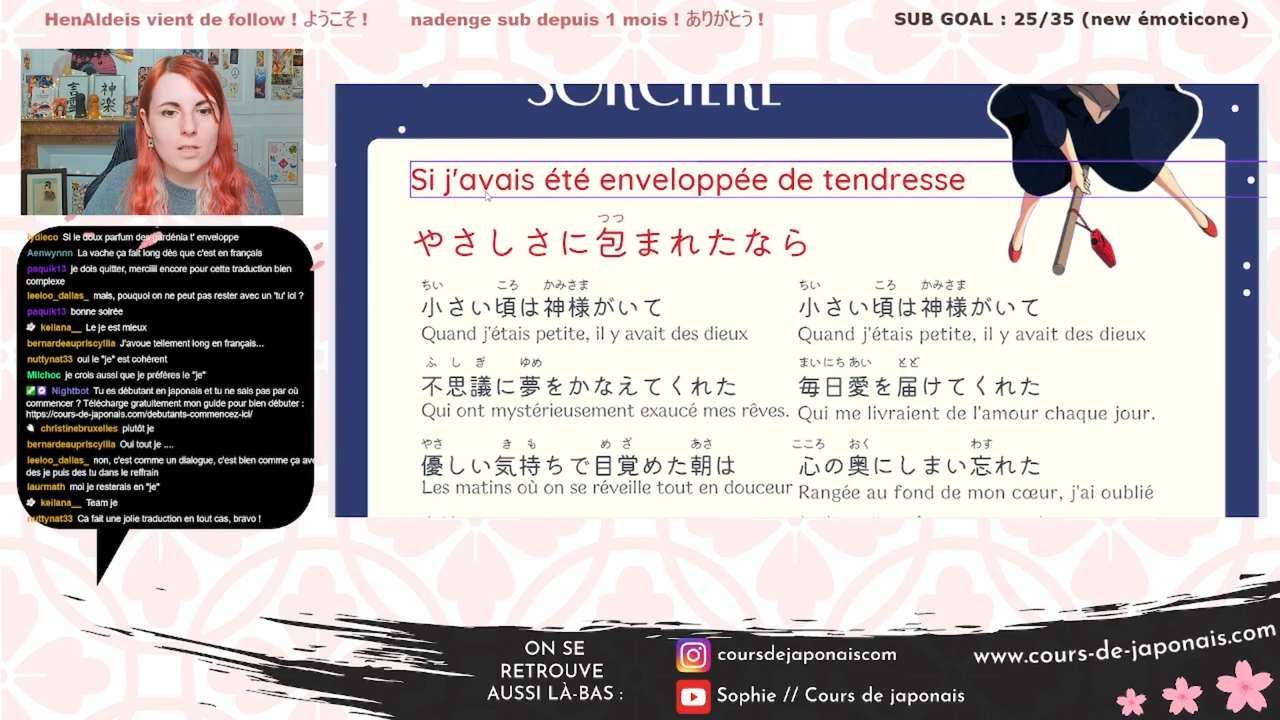 HenAldeis vient de follow ! ようこそ !
nadenge sub depuis 1 mois ! ありがとう !
SUB GOAL : 25/35 (new émoticone)
言
神楽
SORCIÈRE
Si j'avais été enveloppée de tendresse
つつ
やさしさに包まれたなら
ちい ころ かみさま
小さい頃は神様がいて
Quand j'étais petite, il y avait des dieux
ふ し ぎ ゆめ
不思議に夢をかなえてくれた
Qui ont mystérieusement exaucé mes rêves.
やさ き も め ざ あさ
優しい気持ちで目覚めた朝は
Les matins où on se réveille tout en douceur
ちい ころ かみさま
小さい頃は神様がいて
Quand j'étais petite, il y avait des dieux
まいにちあい とど
毎日愛を届けてくれた
Qui me livraient de l'amour chaque jour.
こころ おく わす
心の奥にしまい忘れた
Rangée au fond de mon cœur, j'ai oublié
lydieco Si le doux parfum des gardénia t' enveloppe
Aenwynnn La vache ça fait long dès que c'est en français
paquik13 je dois quitter, merciiii encore pour cette traduction bien
complexe
leeloo_dallas_ mais, pouquoi on ne peut pas rester avec un 'tu' ici ?
paquik13 bonne soirée
keilana__ Le je est mieux
bernardeaupriscyllia J'avoue tellement long en français...
nuttynat33 oui le "je" est cohérent
Milchoc je crois aussi que je préfères le "je"
Nightbot Tu es débutant en japonais et tu ne sais pas par où
commencer ? Télécharge gratuitement mon guide pour bien débuter :
https://cours-de-japonais.com/debutants-commencez-ici/
christinebruxelles plutôt je
bernardeaupriscyllia Oui tout je ....
leeloo_dallas_ non, c'est comme un dialogue, c'est bien comme ça ave
des je puis des tu dans le reffrain
laurmath moi je resterais en "je"
keilana__ Team je
nuttynat33 Ca fait une jolie traduction en tout cas, bravo !
ON SE
RETROUVE
AUSSI LÀ-BAS :
coursdejaponaiscom
Sophie // Cours de japonais
www.cours-de-japonais.com